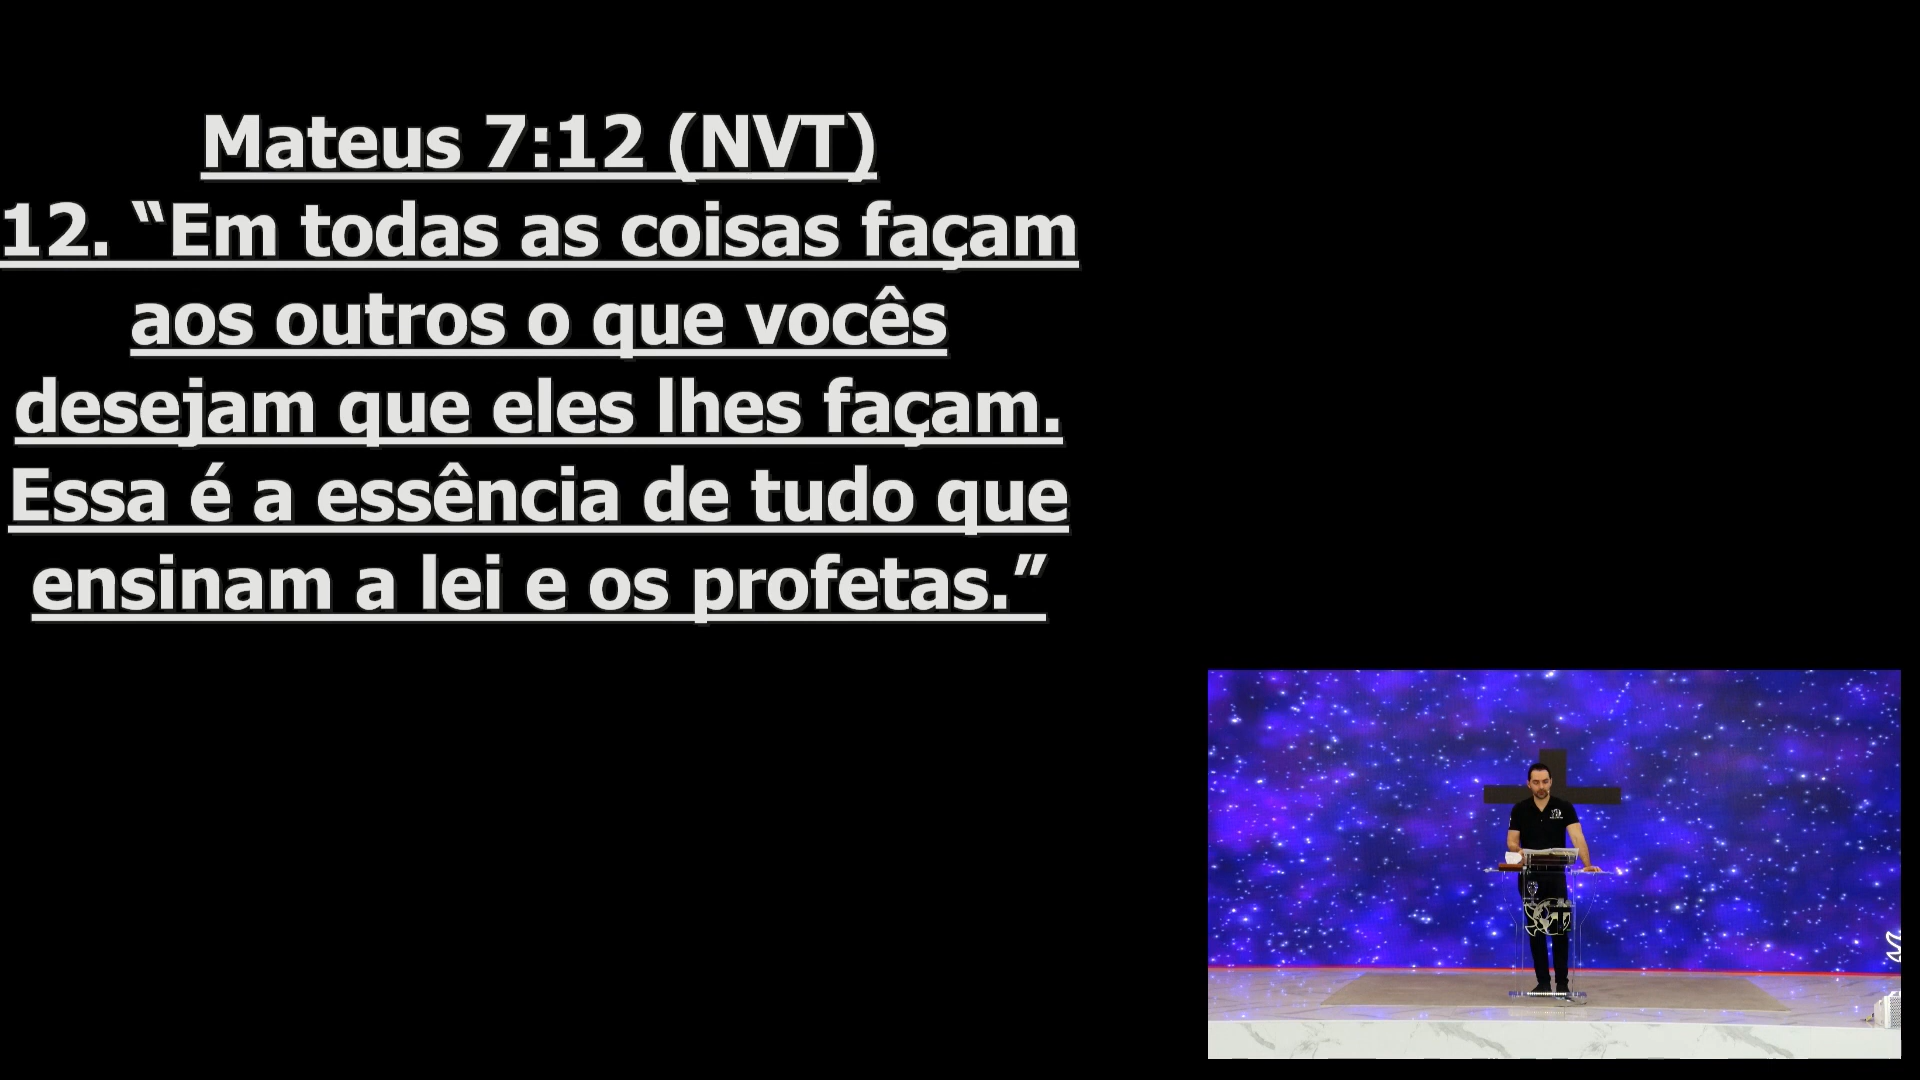 Mateus 7:12 (NVT)
12. “Em todas as coisas façam
aos outros o que vocês
desejam que eles lhes façam.
Essa é a essência de tudo que
ensinam a lei e os profetas.”